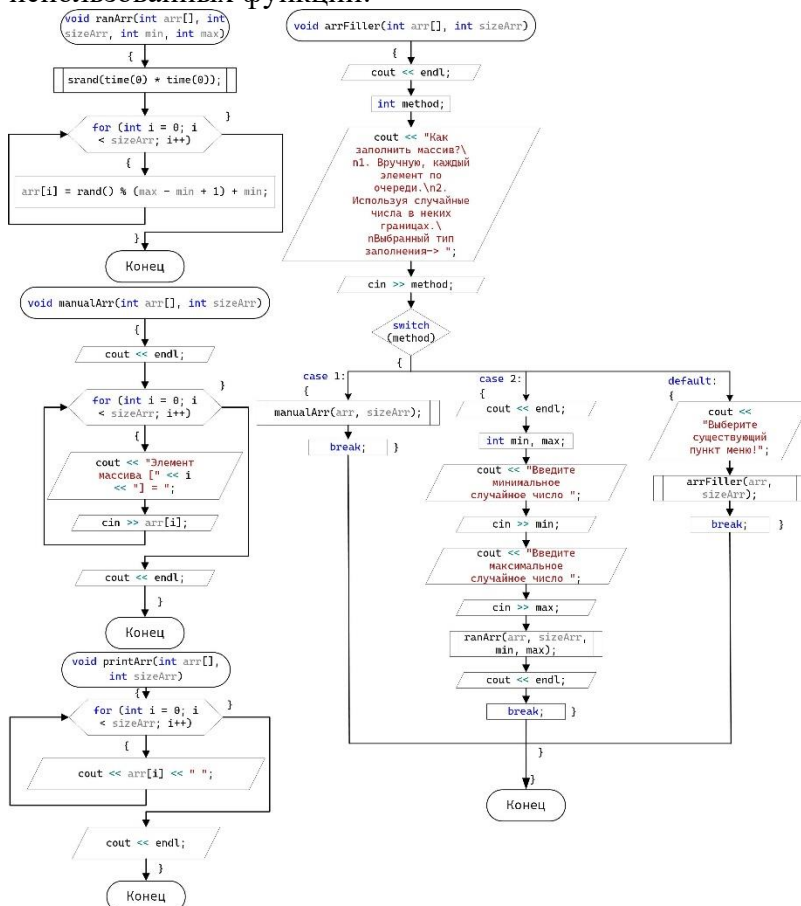 использованных функций.
void ranArr(int arr[], int
sizeArr, int min, int max)
{
srand(time(0) * time(0));
for (int i = 0; i
< sizeArr; i++)
}
{
arr[i] = rand() % (max - min + 1) + min;
}
Конец
void manualArr(int arr[], int sizeArr)
{
cout << endl;
for (int i = 0; i
< sizeArr; i++)
}
{
cout << "Элемент
массива [" << i
<< "] = ";
cin >> arr[i];
cout << endl;
}
Конец
void printArr(int arr[],
int sizeArr)
{
for (int i = 0; i
< sizeArr; i++)
}
{
cout << arr[i] << " ";
cout << endl;
}
Конец
void arrFiller(int arr[], int sizeArr)
{
cout << endl;
int method;
cout << "Как
заполнить массив?\
n1. Вручную, каждый
элемент по
очереди.\n2.
Используя случайные
числа в неких
границах.\
nВыбранный тип
заполнения-> ";
cin >> method;
switch
(method)
{
case 1:
{
manualArr(arr, sizeArr);
break;
}
case 2:
{
cout << endl;
int min, max;
cout << "Введите
минимальное
случайное число ";
cin >> min;
cout << "Введите
максимальное
случайное число ";
cin >> max;
ranArr(arr, sizeArr,
min, max);
cout << endl;
break;
}
default:
{
cout <<
"Выберите
существующий
пункт меню!";
arrFiller(arr,
sizeArr);
break;
}
}
}
Конец